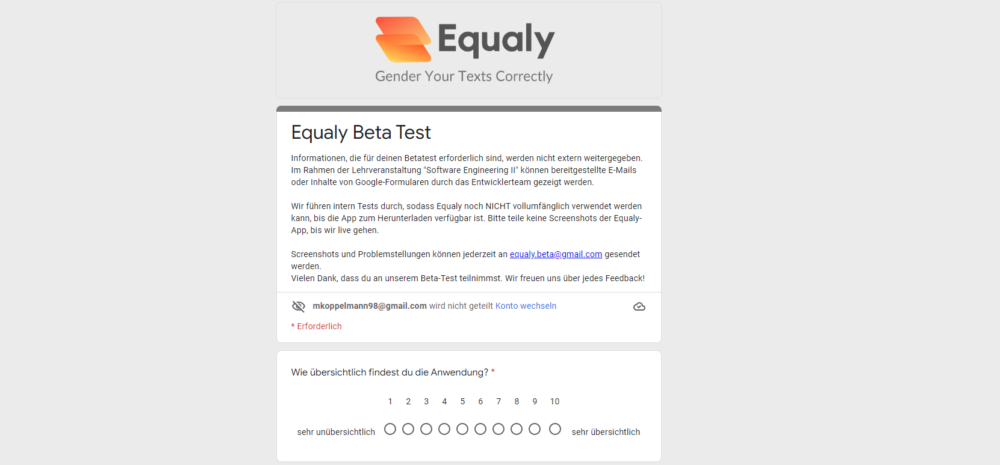 Equaly
Gender Your Texts Correctly
Equaly Beta Test
Informationen, die für deinen Betatest erforderlich sind, werden nicht extern weitergegeben.
Im Rahmen der Lehrveranstaltung "Software Engineering II" können bereitgestellte E-Mails
oder Inhalte von Google-Formularen durch das Entwicklerteam gezeigt werden.
Wir führen intern Tests durch, sodass Equaly noch NICHT vollumfänglich verwendet werden
kann, bis die App zum Herunterladen verfügbar ist. Bitte teile keine Screenshots der Equaly-
App, bis wir live gehen.
Screenshots und Problemstellungen können jederzeit an equaly.beta@gmail.com gesendet
werden.
Vielen Dank, dass du an unserem Beta-Test teilnimmst. Wir freuen uns über jedes Feedback!
mkoppelmann98@gmail.com wird nicht geteilt Konto wechseln
* Erforderlich
Wie übersichtlich findest du die Anwendung? *
1 2 3 4 5 6 7 8 9 10
sehr unübersichtlich sehr übersichtlich